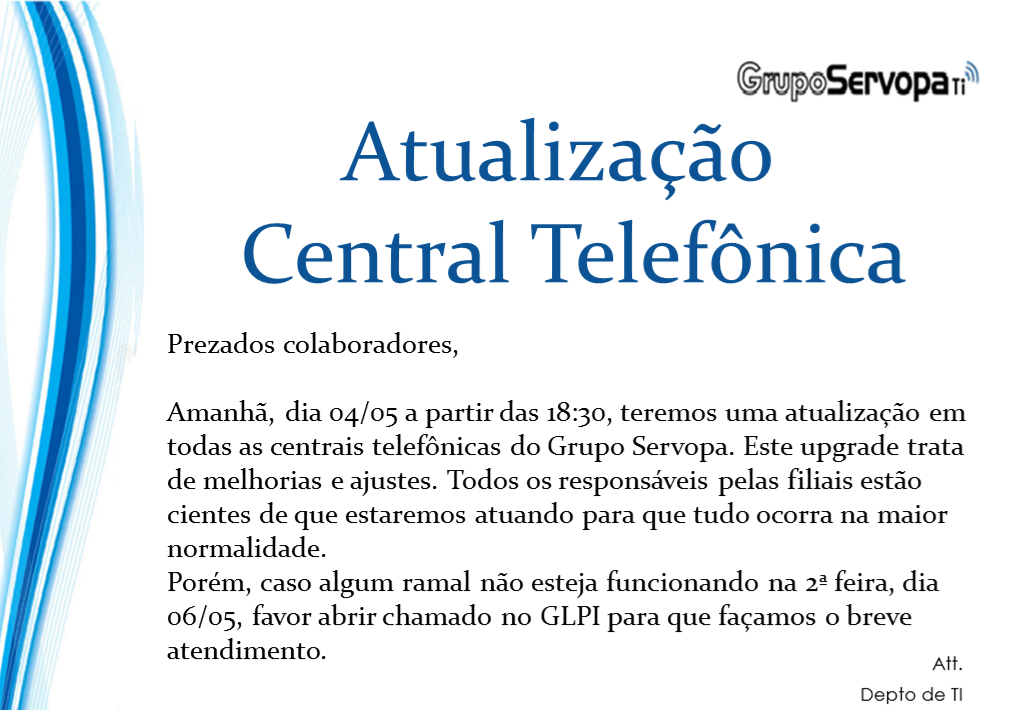 GrupoServopaTi
Atualização
Central Telefônica
Prezados colaboradores,
Amanhã, dia 04/05 a partir das 18:30, teremos uma atualização em
todas as centrais telefônicas do Grupo Servopa. Este upgrade trata
de melhorias e ajustes. Todos os responsáveis pelas filiais estão
cientes de que estaremos atuando para que tudo ocorra na maior
normalidade.
Porém, caso algum ramal não esteja funcionando na 2ª feira, dia
06/05, favor abrir chamado no GLPI para que façamos o breve
atendimento.
Att.
Depto de TI